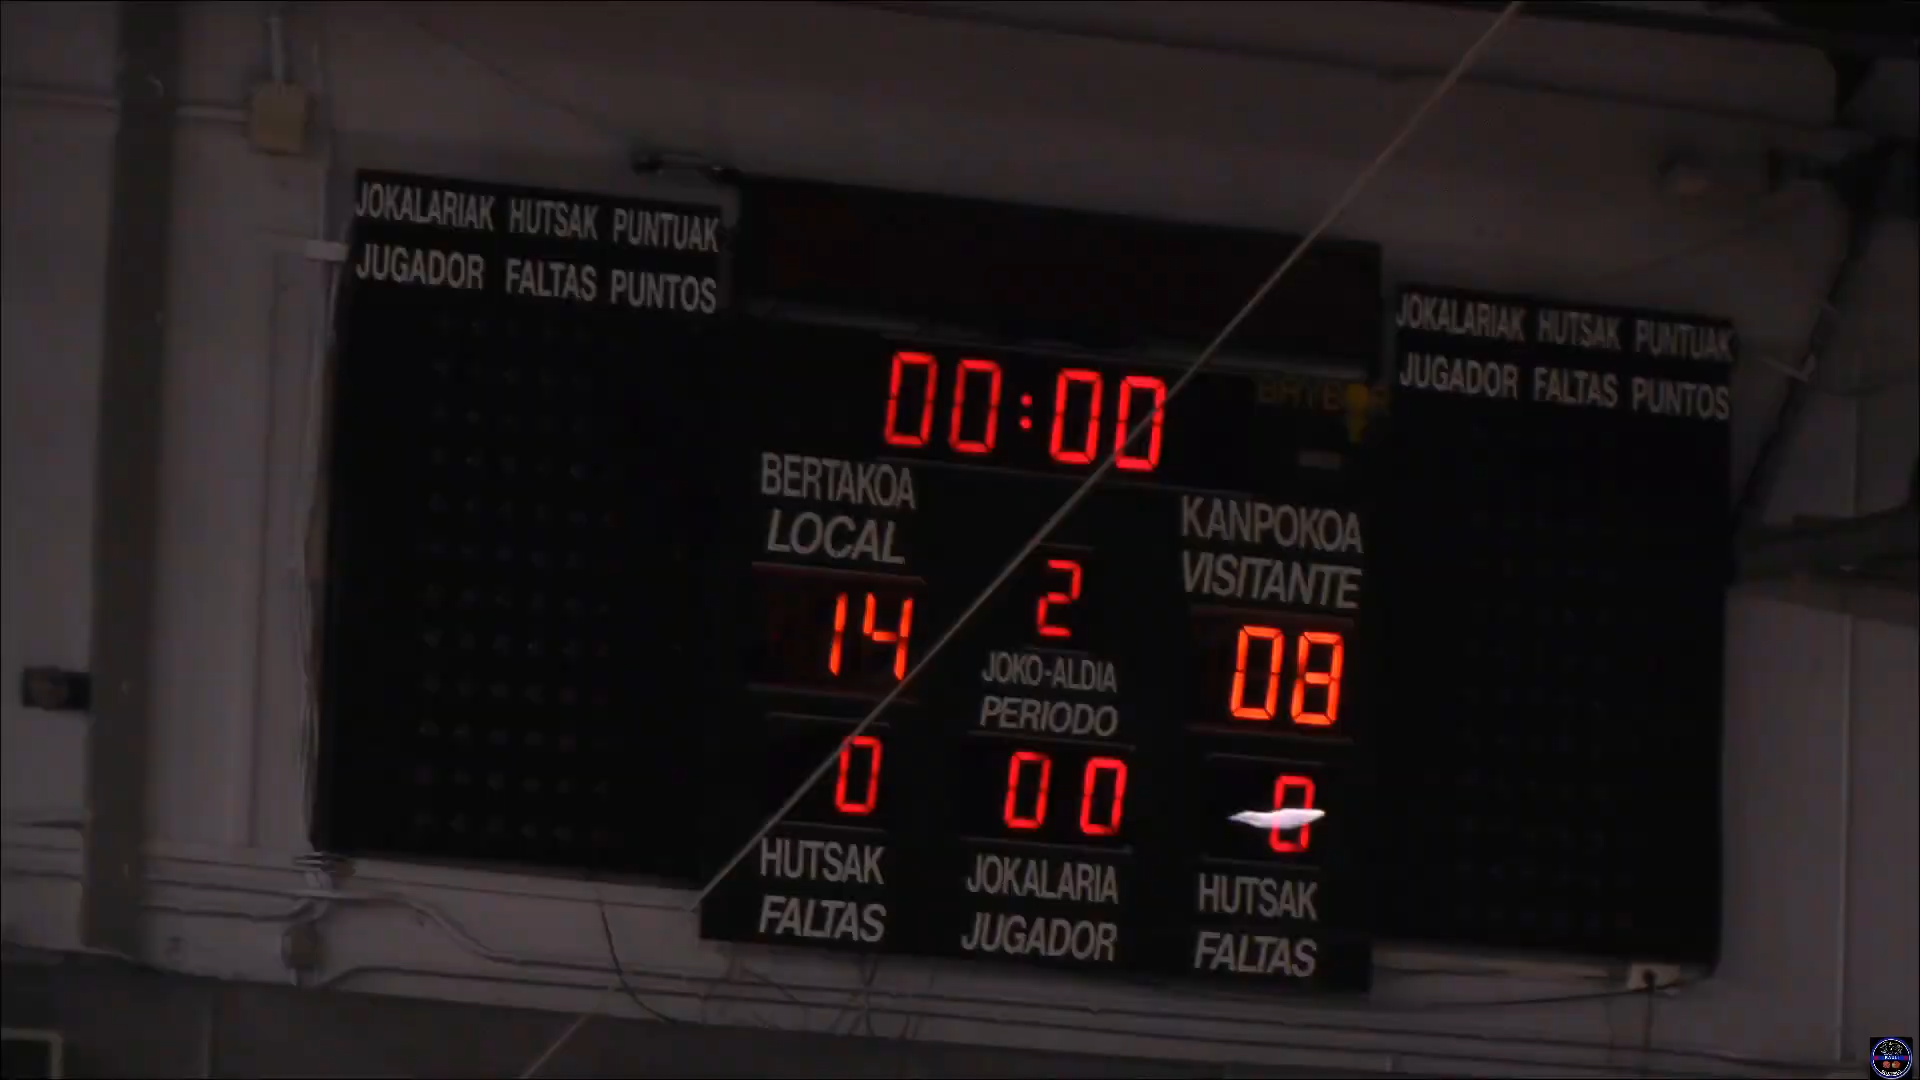 JOKALARIAK HUTSAK PUNTUAK
JUGADOR FALTAS PUNTOS
JOKALARIAK HUTSAK PUNTUAK
JUGADOR FALTAS PUNTOS
00:00
BERTAKOA
LOCAL
KANPOKOA
VISITANTE
14
2
08
JOKO-ALDIA
PERIODO
0
00
0
HUTSAK
FALTAS
JOKALARIA
JUGADOR
HUTSAK
FALTAS